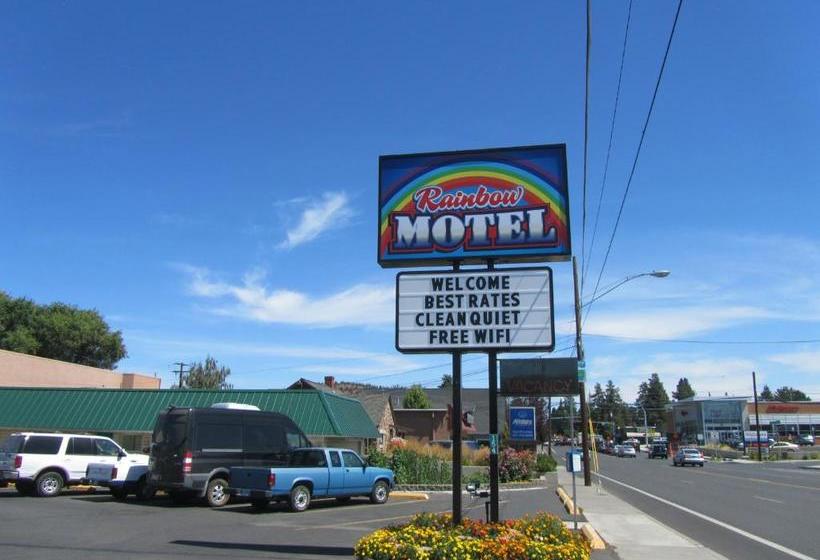 Rainbow
MOTEL
WELCOME
BEST RATES
CLEAN QUIET
FREE WIFI
VACANCY